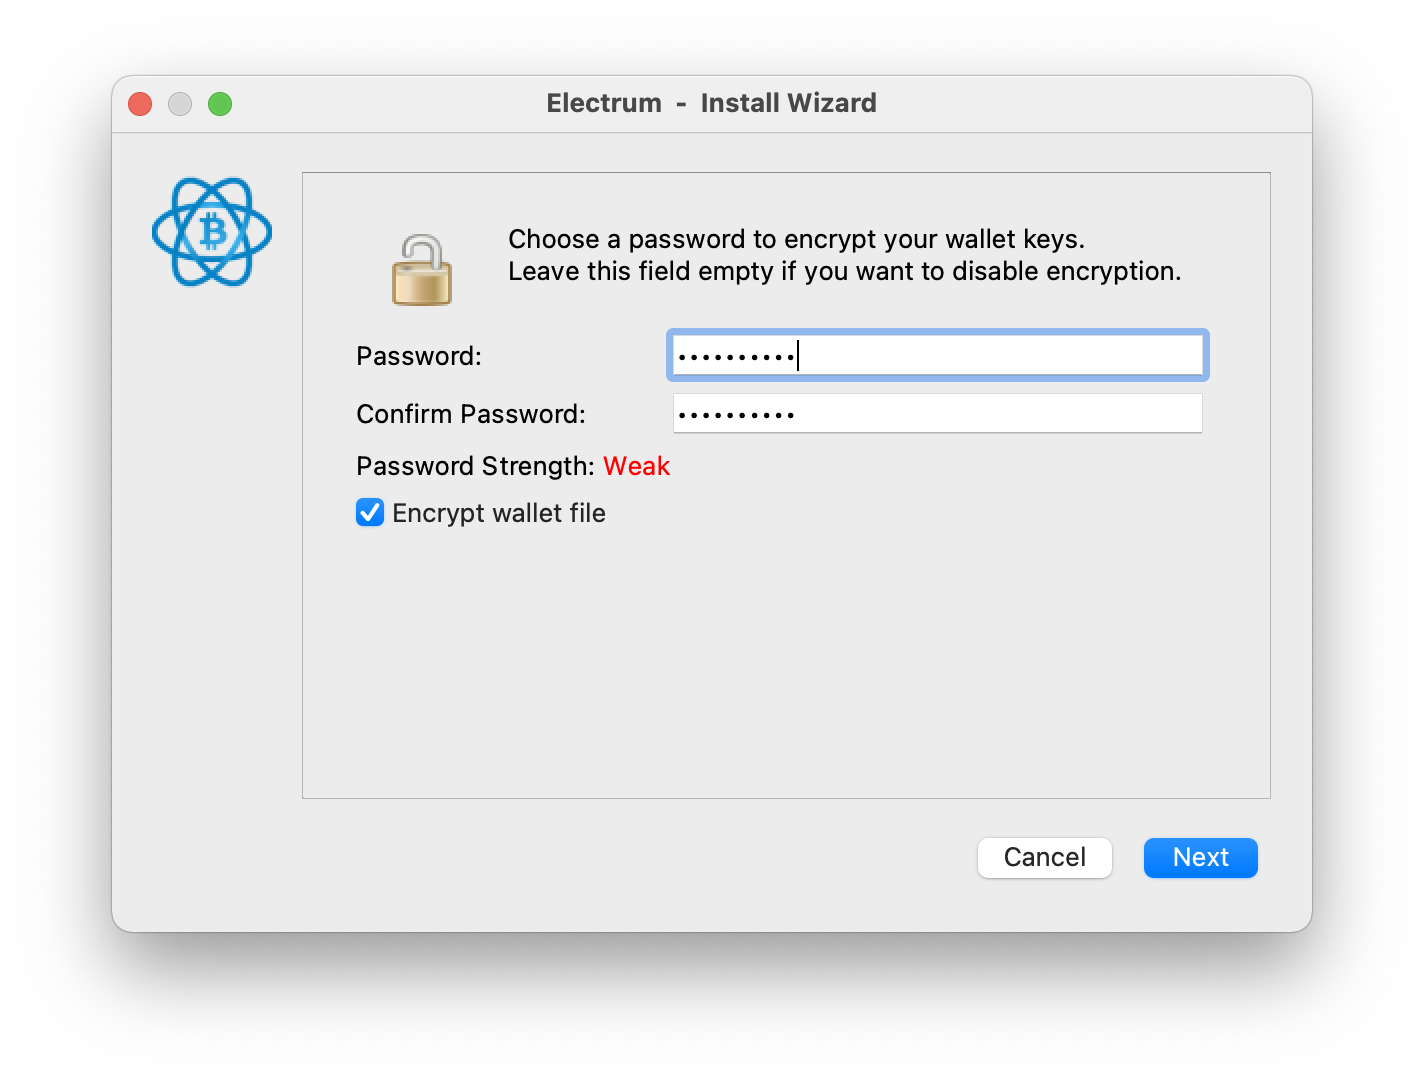 Electrum - Install Wizard
Choose a password to encrypt your wallet keys.
Leave this field empty if you want to disable encryption.
Password: ••••••••••
Confirm Password: ••••••••••
Password Strength: Weak
Encrypt wallet file
Cancel Next